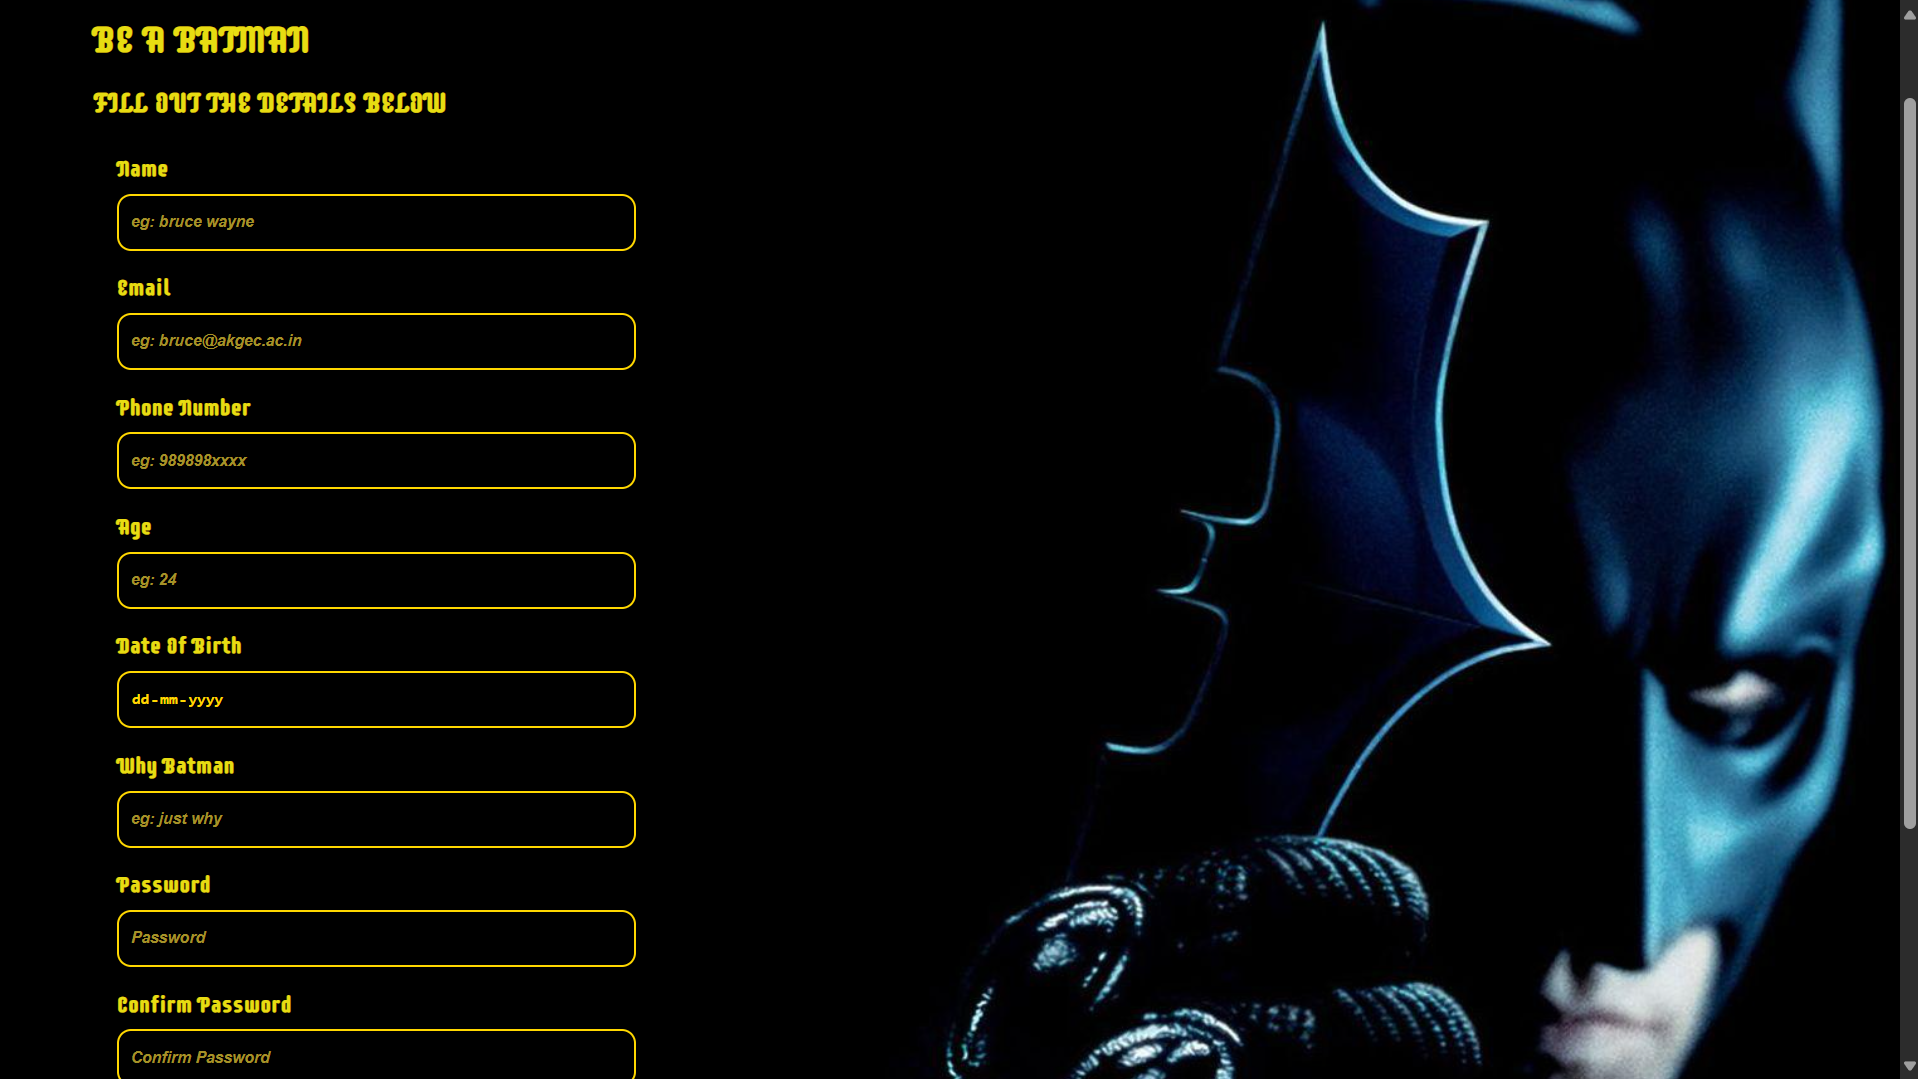 BE A BATMAN
FILL OUT THE DETAILS BELOW
Name
eg: bruce wayne
Email
eg: bruce@akgec.ac.in
Phone Number
eg: 989898xxxx
Age
eg: 24
Date Of Birth
dd-mm-yyyy
Why Batman
eg: just why
Password
Password
Confirm Password
Confirm Password